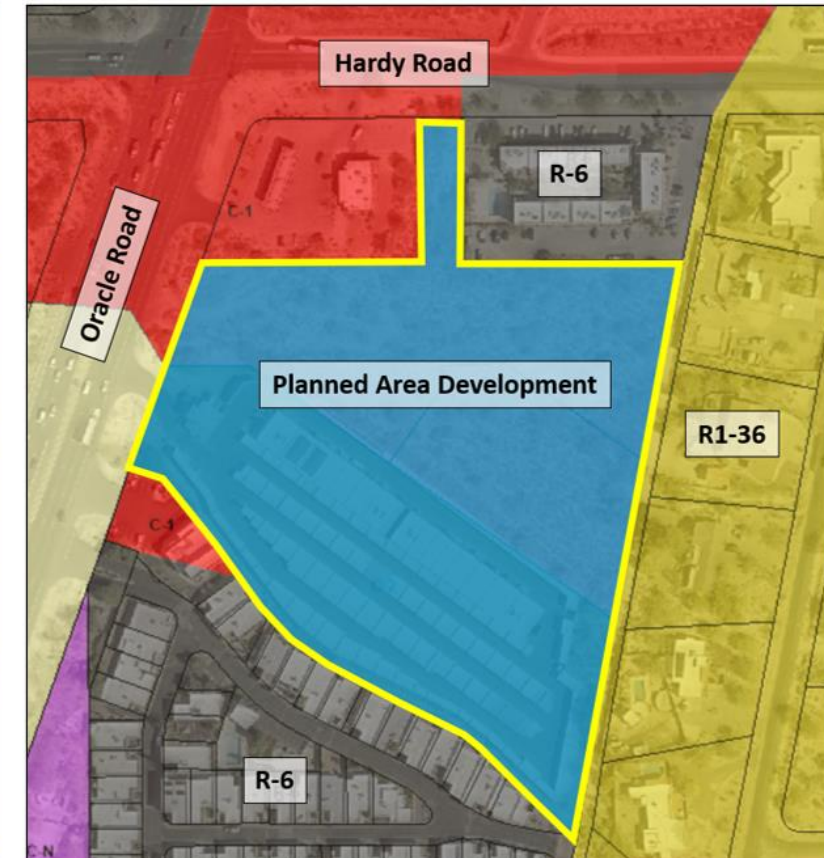 Hardy Road
R-6
C-1
Oracle Road
Planned Area Development
R1-36
C-1
R-6
C N